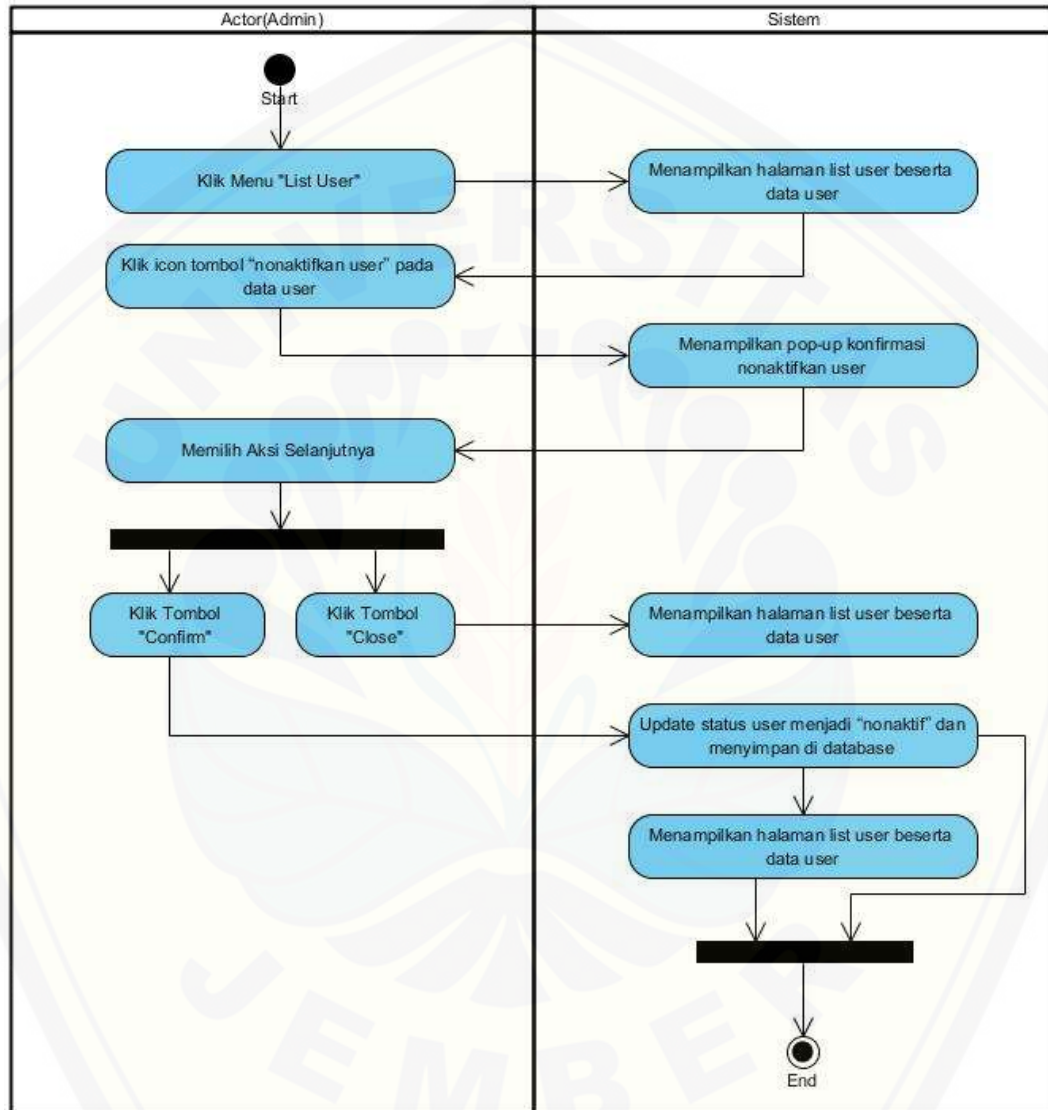 Actor(Admin)
Sistem
Start
Klik Menu "List User"
Menampilkan halaman list user beserta
data user
Klik icon tombol “nonaktifkan user” pada
data user
Menampilkan pop-up konfirmasi
nonaktifkan user
Memilih Aksi Selanjutnya
Klik Tombol
"Confirm"
Klik Tombol
"Close"
Menampilkan halaman list user beserta
data user
Update status user menjadi “nonaktif” dan
menyimpan di database
Menampilkan halaman list user beserta
data user
End
UNIVERSITAS
JEMBER